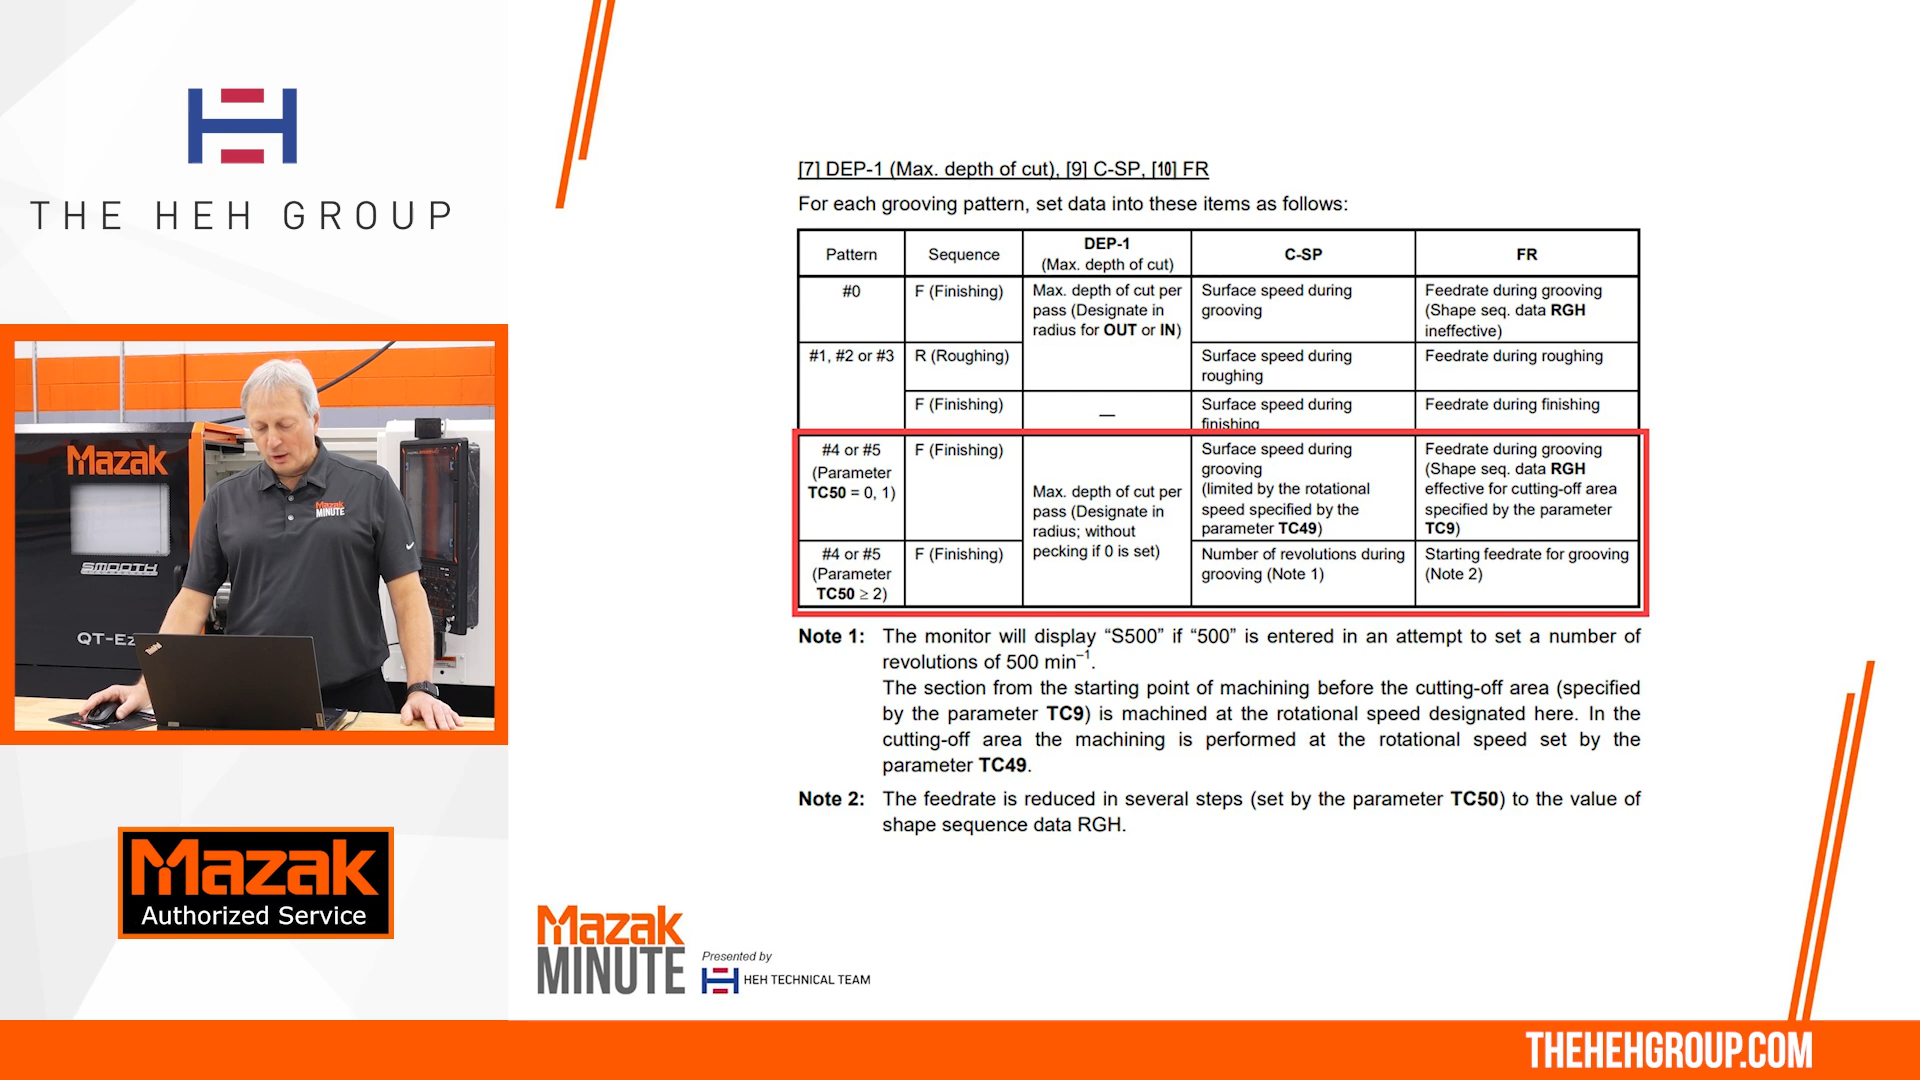 THE HEH GROUP
Mazak
SMOOTH
QT-Ez
Mazak
MINUTE
Mazak
Authorized Service
[7] DEP-1 (Max. depth of cut), [9] C-SP, [10] FR
For each grooving pattern, set data into these items as follows:
Pattern
Sequence
DEP-1
(Max. depth of cut)
C-SP
FR
#0
F (Finishing)
Max. depth of cut per
pass (Designate in
radius for OUT or IN)
Surface speed during
grooving
Feedrate during grooving
(Shape seq. data RGH
ineffective)
#1, #2 or #3
R (Roughing)
Surface speed during
roughing
Feedrate during roughing
F (Finishing)
—
Surface speed during
finishing
Feedrate during finishing
#4 or #5
(Parameter
TC50 = 0, 1)
F (Finishing)
Max. depth of cut per
pass (Designate in
radius; without
pecking if 0 is set)
Surface speed during
grooving
(limited by the rotational
speed specified by the
parameter TC49)
Feedrate during grooving
(Shape seq. data RGH
effective for cutting-off area
specified by the parameter
TC9)
#4 or #5
(Parameter
TC50 ≥ 2)
F (Finishing)
Number of revolutions during
grooving (Note 1)
Starting feedrate for grooving
(Note 2)
Note 1: The monitor will display “S500” if “500” is entered in an attempt to set a number of
revolutions of 500 min⁻¹.
The section from the starting point of machining before the cutting-off area (specified
by the parameter TC9) is machined at the rotational speed designated here. In the
cutting-off area the machining is performed at the rotational speed set by the
parameter TC49.
Note 2: The feedrate is reduced in several steps (set by the parameter TC50) to the value of
shape sequence data RGH.
Mazak
MINUTE
Presented by
HEH TECHNICAL TEAM
THEHEHGROUP.COM